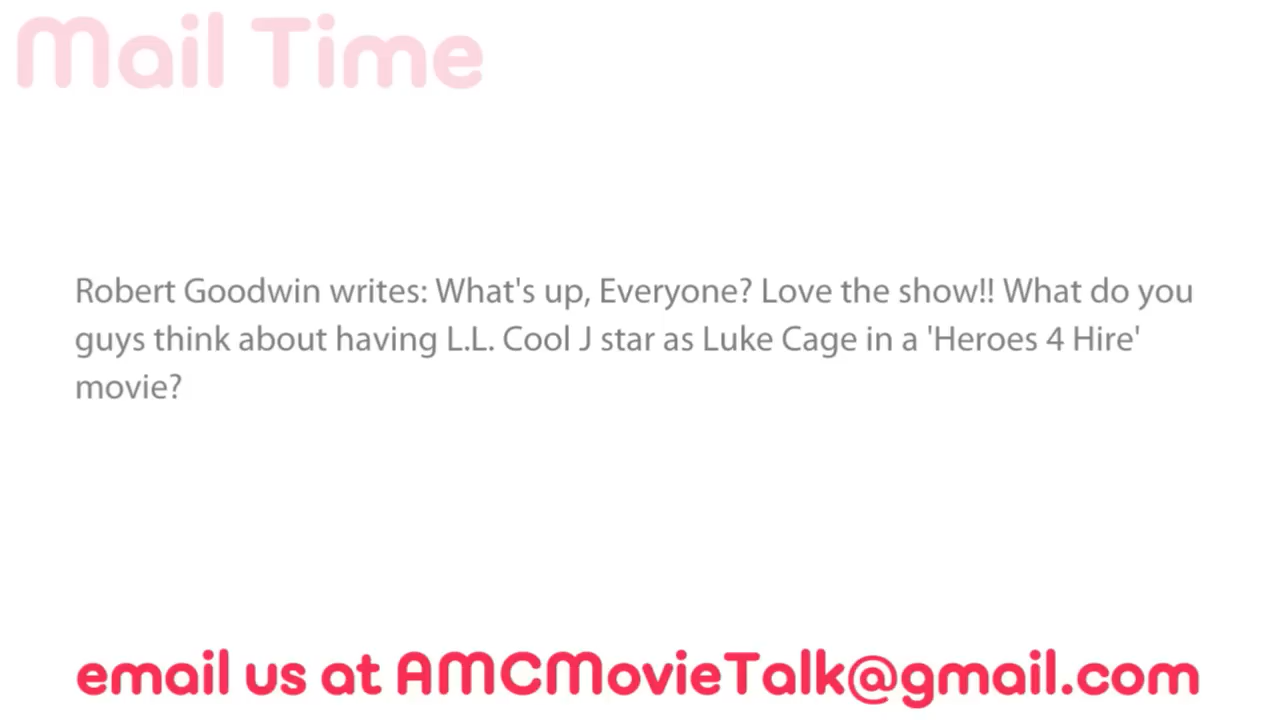 Mail Time
Robert Goodwin writes: What's up, Everyone? Love the show!! What do you
guys think about having L.L. Cool J star as Luke Cage in a 'Heroes 4 Hire'
movie?
email us at AMCMovieTalk@gmail.com